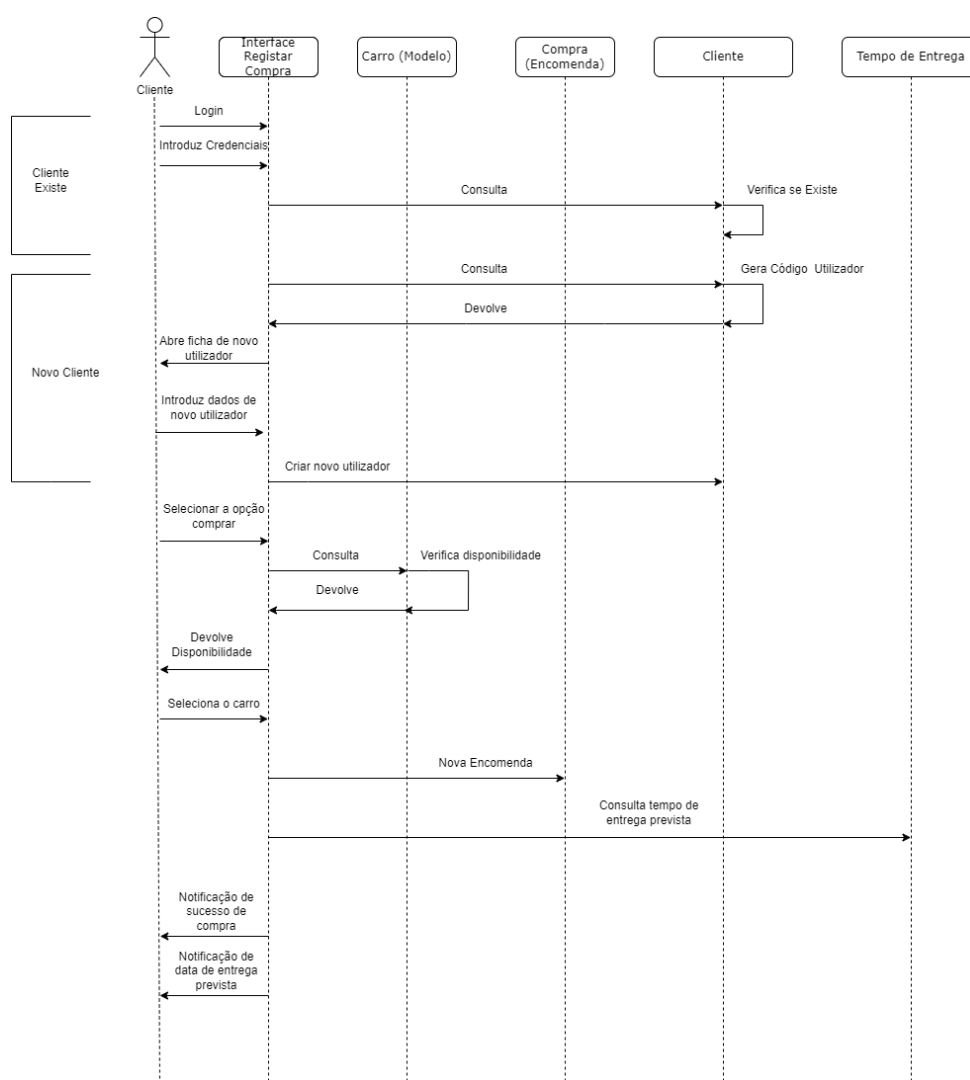 Cliente
Interface
Registar
Compra
Carro (Modelo)
Compra
(Encomenda)
Cliente
Tempo de Entrega
Login
Introduz Credenciais
Cliente
Existe
Consulta
Verifica se Existe
Consulta
Gera Código Utilizador
Devolve
Abre ficha de novo
utilizador
Novo Cliente
Introduz dados de
novo utilizador
Criar novo utilizador
Selecionar a opção
comprar
Consulta
Verifica disponibilidade
Devolve
Devolve
Disponibilidade
Seleciona o carro
Nova Encomenda
Consulta tempo de
entrega prevista
Notificação de
sucesso de
compra
Notificação de
data de entrega
prevista